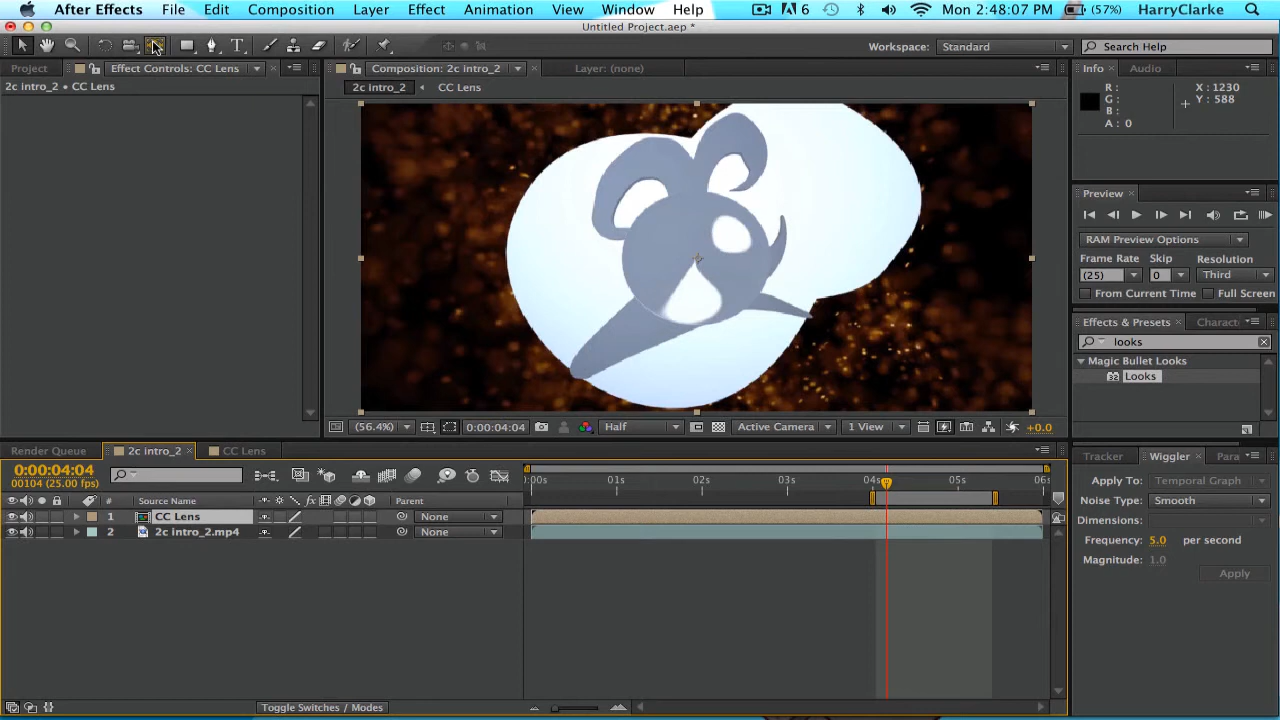 After Effects File Edit Composition Layer Effect Animation View Window Help 6 (57%) Mon 2:48:07 PM HarryClarke
Untitled Project.aep *
T Workspace: Standard Search Help
Project Effect Controls: CC Lens Composition: 2c intro_2 Layer: (none) Info Audio
2c intro_2 • CC Lens 2c intro_2 CC Lens
R : X : 1230
G : Y : 588
B :
A : 0
Preview
RAM Preview Options
Frame Rate Skip Resolution
(25) 0 Third
From Current Time Full Screen
Effects & Presets Charact
looks
Magic Bullet Looks
32 Looks
(56.4%) 0:00:04:04 Half Active Camera 1 View +0.0
Render Queue 2c intro_2 CC Lens Tracker Wiggler Para
0:00:04:04
00104 (25.00 fps)
# Source Name fx Parent :00s 01s 02s 03s 04s 05s 06s
1 CC Lens None
2 2c intro_2.mp4 None
Apply To: Temporal Graph
Noise Type: Smooth
Dimensions:
Frequency: 5.0 per second
Magnitude: 1.0
Apply
Toggle Switches / Modes